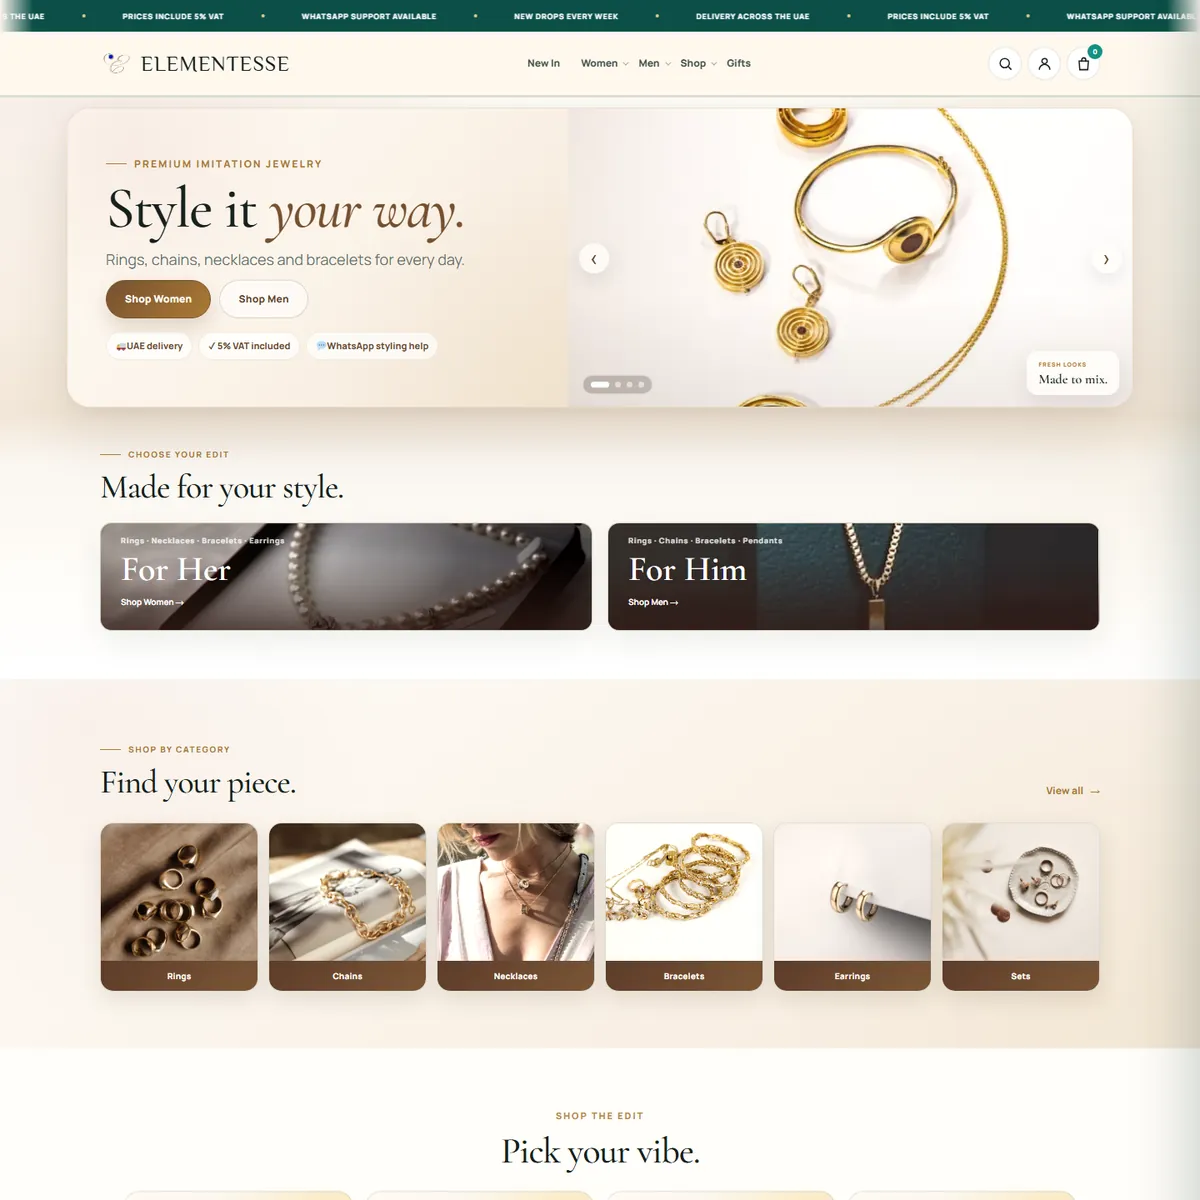 THE UAE • PRICES INCLUDE 5% VAT • WHATSAPP SUPPORT AVAILABLE • NEW DROPS EVERY WEEK • DELIVERY ACROSS THE UAE • PRICES INCLUDE 5% VAT • WHATSAPP SUPPORT AVAILABLE
ELEMENTESSE
New In Women Men Shop Gifts
0
PREMIUM IMITATION JEWELRY
Style it your way.
Rings, chains, necklaces and bracelets for every day.
Shop Women Shop Men
UAE delivery ✓ 5% VAT included WhatsApp styling help
FRESH LOOKS
Made to mix.
CHOOSE YOUR EDIT
Made for your style.
Rings · Necklaces · Bracelets · Earrings
For Her
Shop Women →
Rings · Chains · Bracelets · Pendants
For Him
Shop Men →
SHOP BY CATEGORY
Find your piece.
View all →
Rings
Chains
Necklaces
Bracelets
Earrings
Sets
SHOP THE EDIT
Pick your vibe.